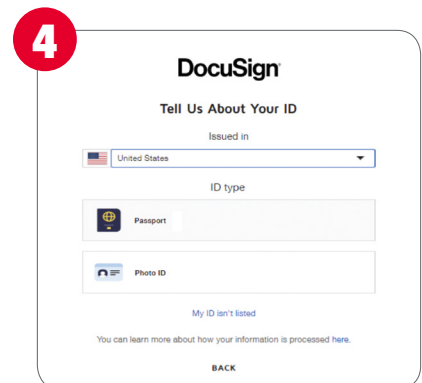 4
DocuSign
Tell Us About Your ID
Issued in
United States
ID type
Passport
Photo ID
My ID isn't listed
You can learn more about how your information is processed here.
BACK